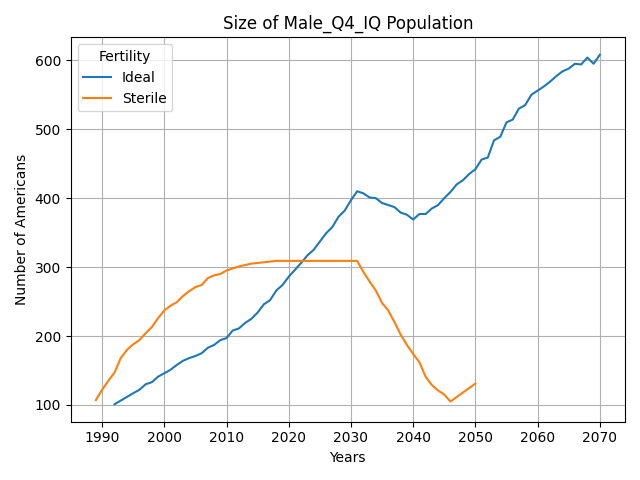 Size of Male_Q4_IQ Population
Fertility
Ideal
Sterile
Number of Americans
600
500
400
300
200
100
1990 2000 2010 2020 2030 2040 2050 2060 2070
Years